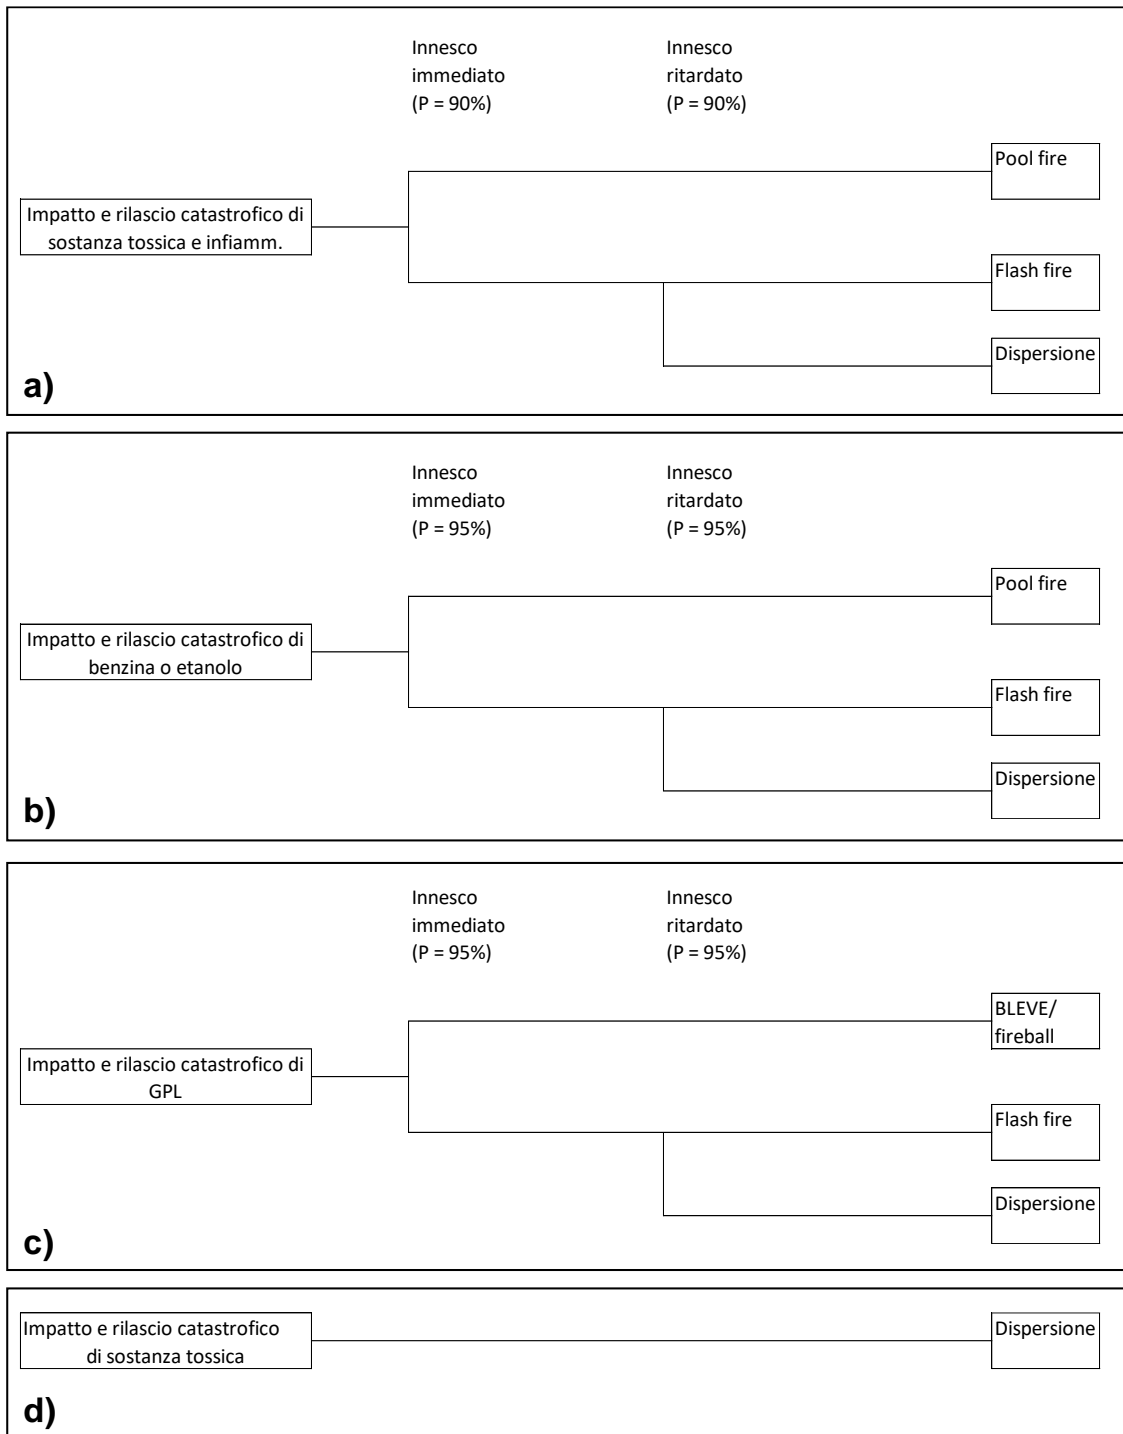 Innesco
immediato
(P = 90%)
Innesco
ritardato
(P = 90%)
Pool fire
Impatto e rilascio catastrofico di
sostanza tossica e infiamm.
Flash fire
Dispersione
a)
Innesco
immediato
(P = 95%)
Innesco
ritardato
(P = 95%)
Pool fire
Impatto e rilascio catastrofico di
benzina o etanolo
Flash fire
Dispersione
b)
Innesco
immediato
(P = 95%)
Innesco
ritardato
(P = 95%)
BLEVE/
fireball
Impatto e rilascio catastrofico di
GPL
Flash fire
Dispersione
c)
Impatto e rilascio catastrofico
di sostanza tossica
Dispersione
d)